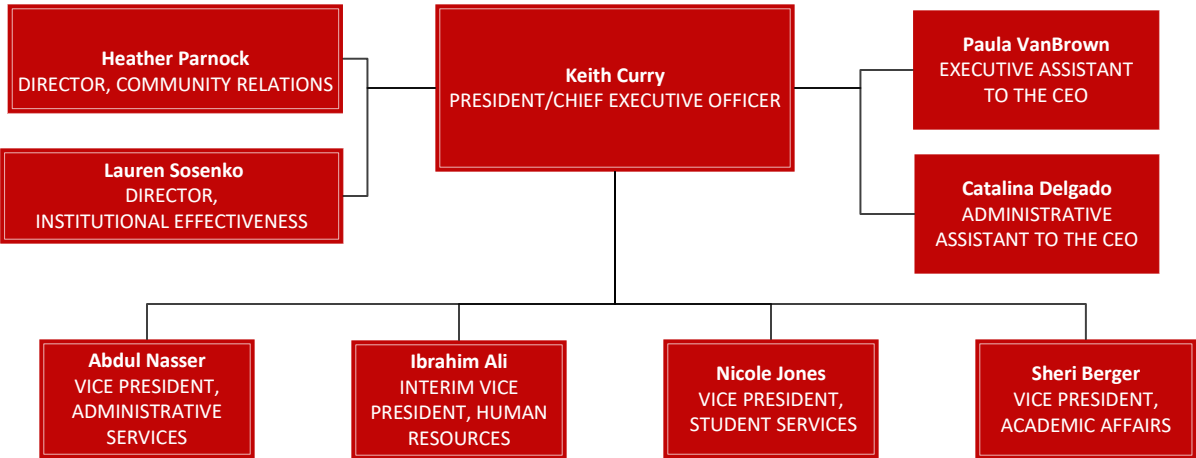 Heather Parnock
DIRECTOR, COMMUNITY RELATIONS
Keith Curry
PRESIDENT/CHIEF EXECUTIVE OFFICER
Paula VanBrown
EXECUTIVE ASSISTANT
TO THE CEO
Lauren Sosenko
DIRECTOR,
INSTITUTIONAL EFFECTIVENESS
Catalina Delgado
ADMINISTRATIVE
ASSISTANT TO THE CEO
Abdul Nasser
VICE PRESIDENT,
ADMINISTRATIVE
SERVICES
Ibrahim Ali
INTERIM VICE
PRESIDENT, HUMAN
RESOURCES
Nicole Jones
VICE PRESIDENT,
STUDENT SERVICES
Sheri Berger
VICE PRESIDENT,
ACADEMIC AFFAIRS